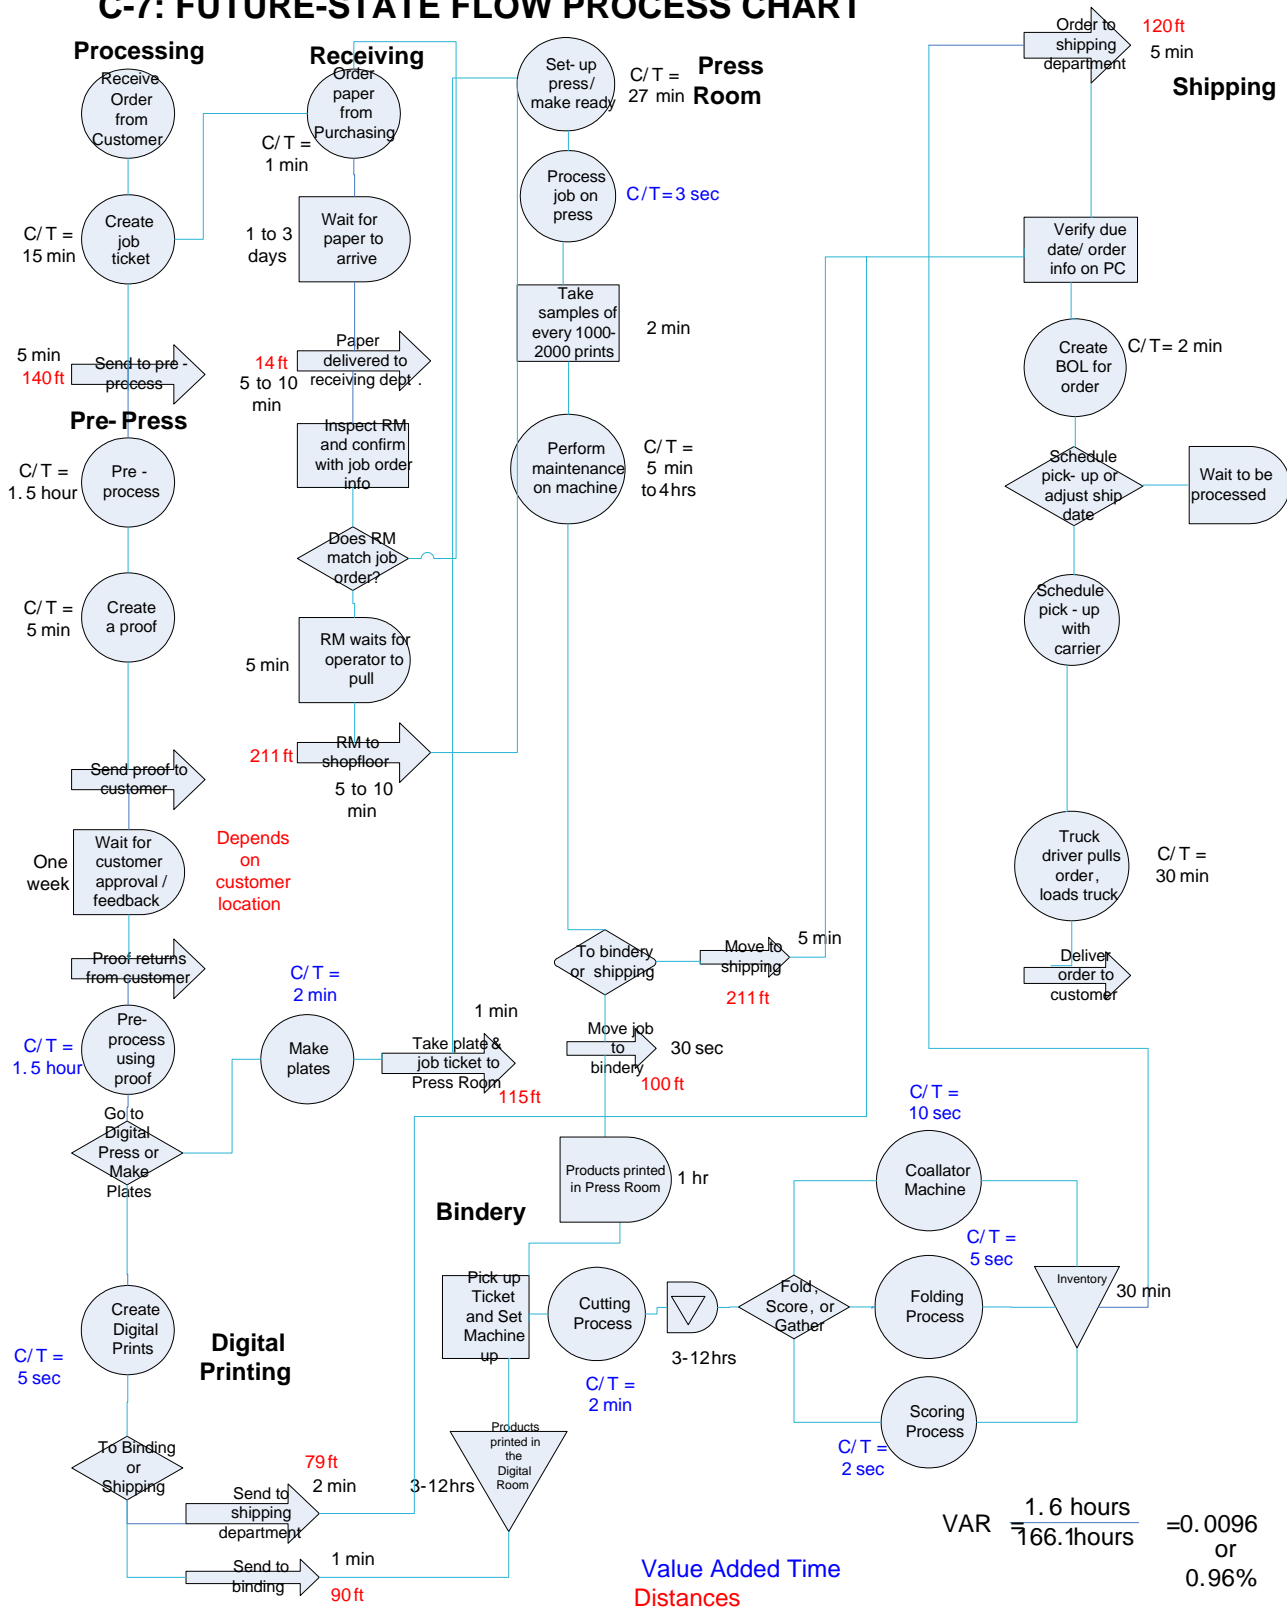 C-7: FUTURE-STATE FLOW PROCESS CHART
Processing
Receive
Order
from
Customer
C/T =
15 min
Create
job
ticket
5 min
140 ft
Send to pre-
process
Pre-Press
C/T =
1.5 hour
Pre-
process
C/T =
5 min
Create
a proof
Send proof to
customer
One
week
Wait for
customer
approval /
feedback
Depends
on
customer
location
Proof returns
from customer
C/T =
1.5 hour
Pre-
process
using
proof
Go to
Digital
Press or
Make
Plates
C/T =
2 min
Make
plates
1 min
Take plate &
job ticket to
Press Room
115 ft
Create
Digital
Prints
C/T =
5 sec
Digital
Printing
To Binding
or
Shipping
79 ft
2 min
Send to
shipping
department
1 min
Send to
binding
90 ft
Receiving
Order
paper
from
Purchasing
C/T =
1 min
1 to 3
days
Wait for
paper to
arrive
14 ft
5 to 10
min
Paper
delivered to
receiving dept.
Inspect RM
and confirm
with job order
info
Does RM
match job
order?
5 min
RM waits for
operator to
pull
211 ft
RM to
shopfloor
5 to 10
min
Press
Room
Set-up
press/
make ready
C/T =
27 min
Process
job on
press
C/T=3 sec
Take
samples of
every 1000-
2000 prints
2 min
Perform
maintenance
on machine
C/T =
5 min
to 4hrs
To bindery
or shipping
Move to
shipping
5 min
211 ft
Move job
to
bindery
30 sec
100 ft
Products printed
in Press Room
1 hr
Bindery
Pick up
Ticket
and Set
Machine
up
Cutting
Process
C/T =
2 min
3-12hrs
Products
printed in
the
Digital
Room
3-12hrs
Fold,
Score, or
Gather
C/T =
10 sec
Coallator
Machine
C/T =
5 sec
Folding
Process
C/T =
2 sec
Scoring
Process
Inventory
30 min
Shipping
Order to
shipping
department
120 ft
5 min
Verify due
date/ order
info on PC
Create
BOL for
order
C/T= 2 min
Schedule
pick-up or
adjust ship
date
Wait to be
processed
Schedule
pick-up
with
carrier
Truck
driver pulls
order,
loads truck
C/T =
30 min
Deliver
order to
customer
VAR = 1.6 hours
166.1hours
=0.0096
or
0.96%
Value Added Time
Distances